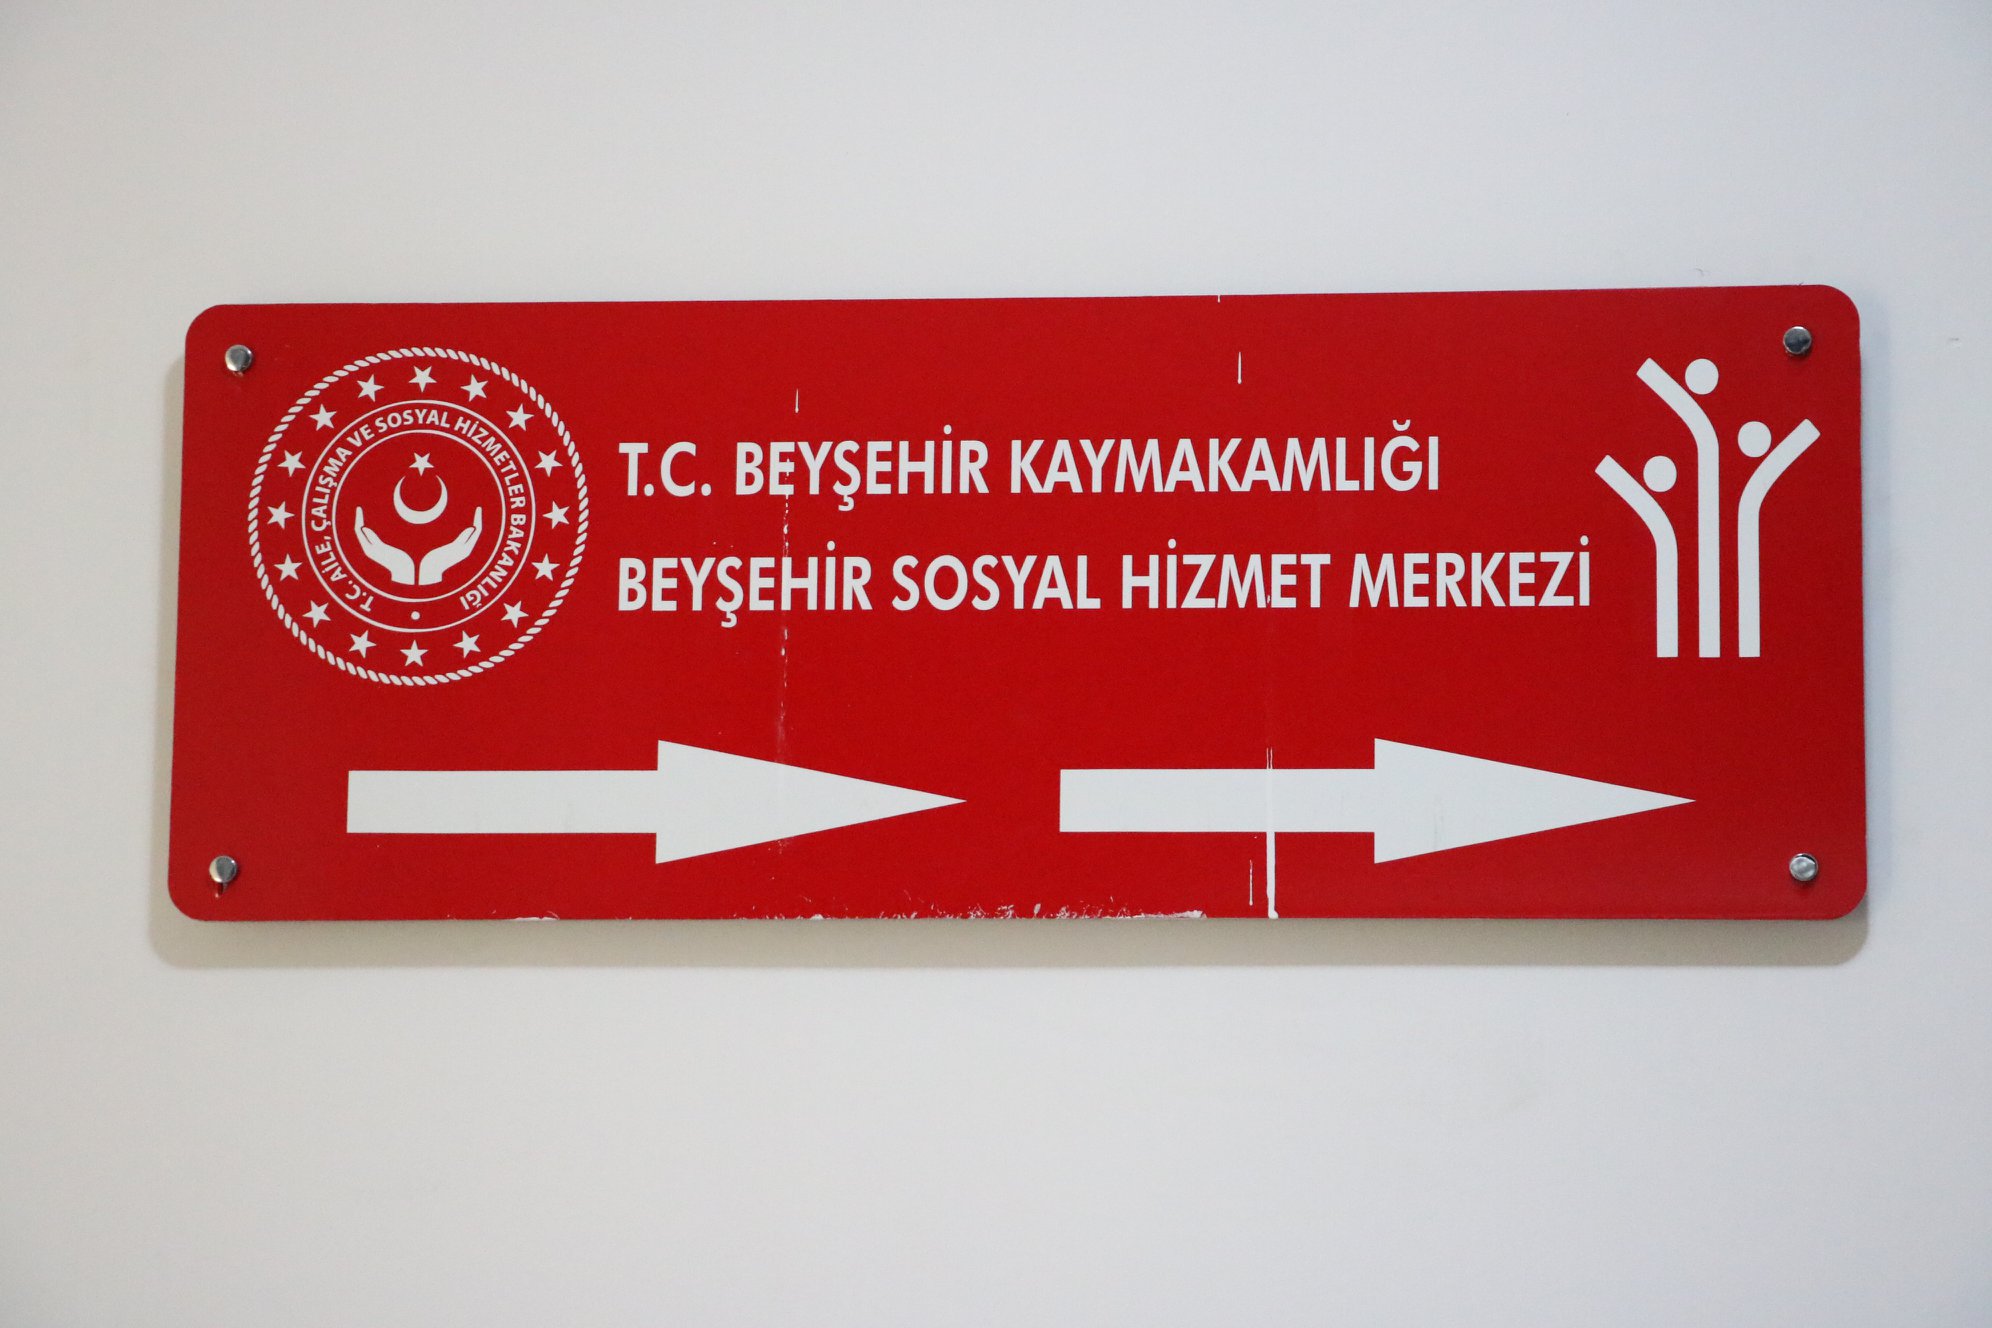 T.C. AİLE, ÇALIŞMA VE SOSYAL HİZMETLER BAKANLIĞI
T.C. BEYŞEHİR KAYMAKAMLIĞI
BEYŞEHİR SOSYAL HİZMET MERKEZİ